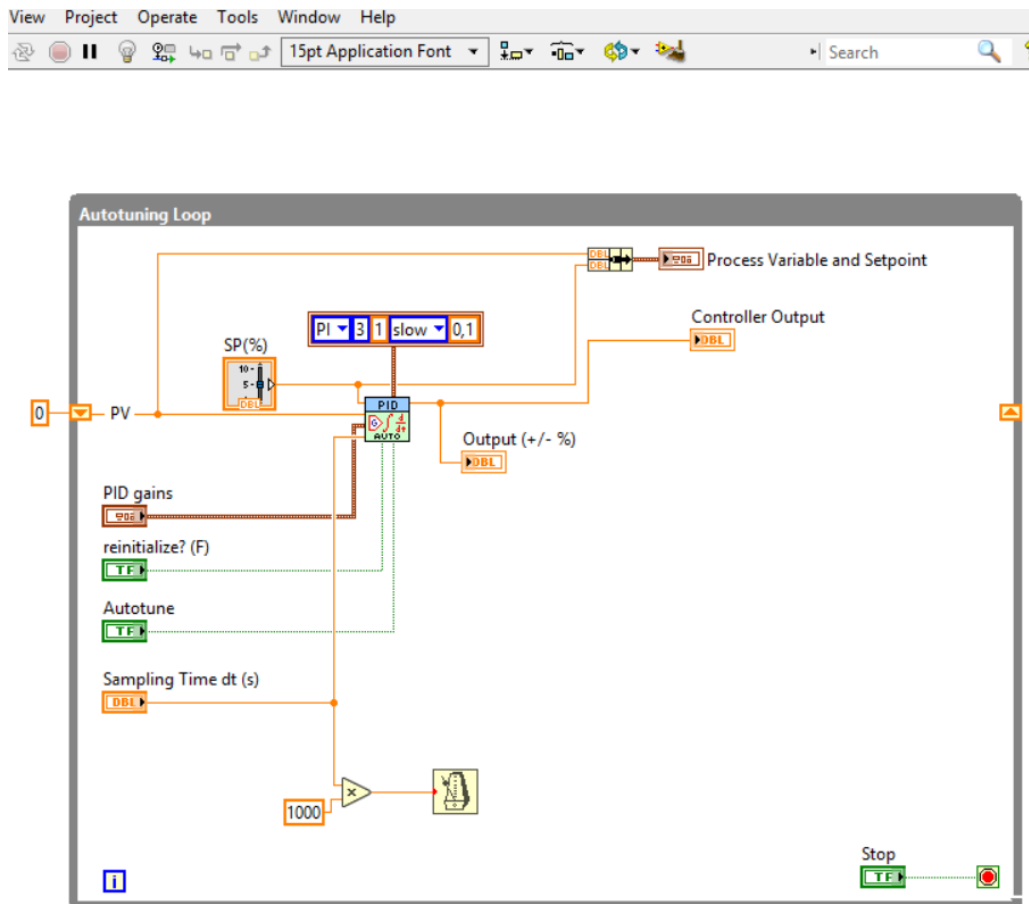 View Project Operate Tools Window Help
15pt Application Font
Search
Autotuning Loop
DBL
DBL
Process Variable and Setpoint
PI 3 1 slow 0,1
Controller Output
DBL
SP(%)
10
5
DBL
0
PV
PID
AUTO
Output (+/- %)
DBL
PID gains
reinitialize? (F)
TF
Autotune
TF
Sampling Time dt (s)
DBL
x
1000
Stop
TF
i